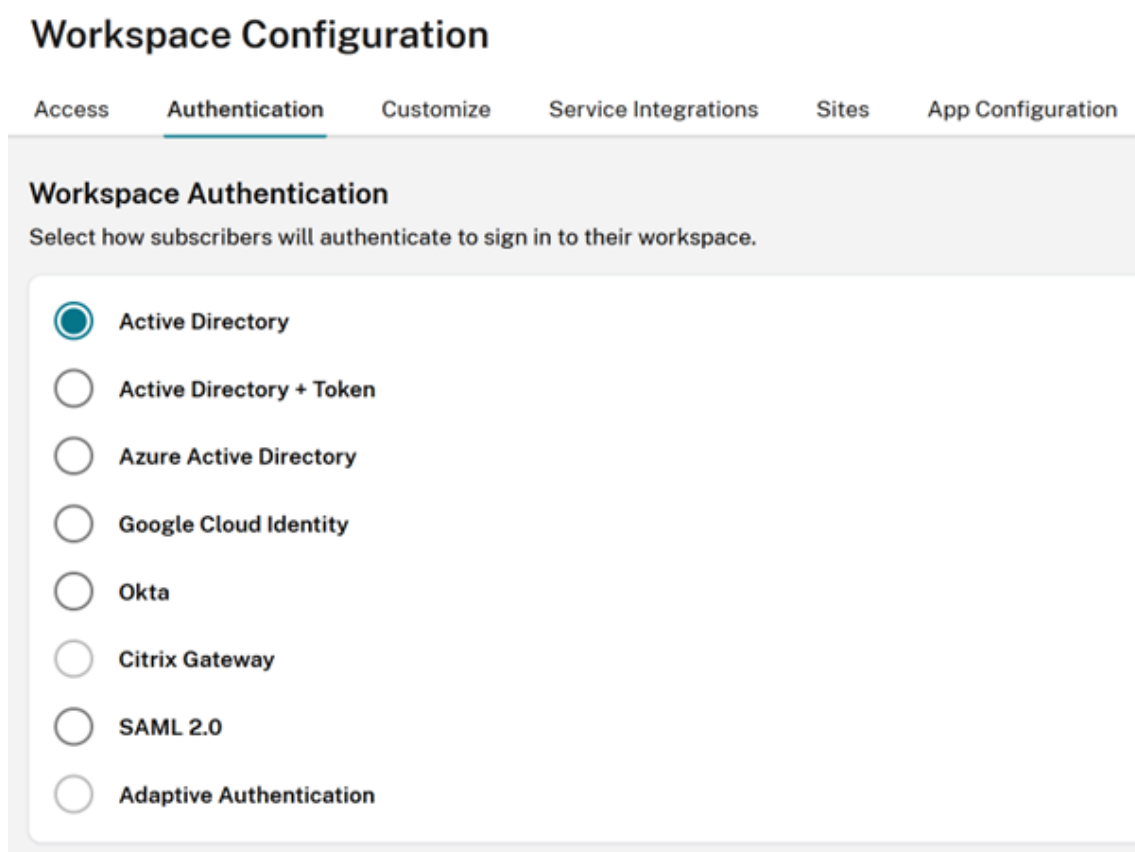 Workspace Configuration
Access Authentication Customize Service Integrations Sites App Configuration
Workspace Authentication
Select how subscribers will authenticate to sign in to their workspace.
Active Directory
Active Directory + Token
Azure Active Directory
Google Cloud Identity
Okta
Citrix Gateway
SAML 2.0
Adaptive Authentication